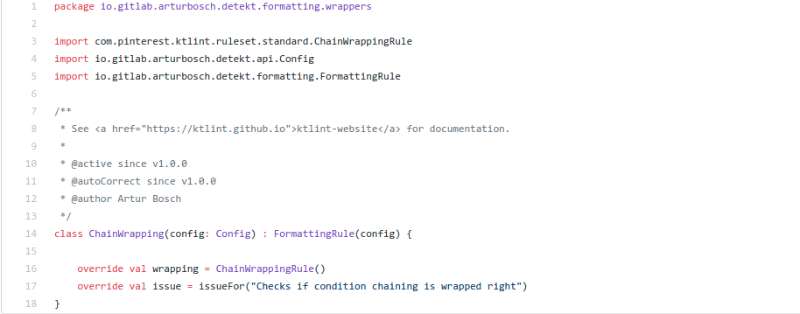 1 package io.gitlab.arturbosch.detekt.formatting.wrappers
2
3 import com.pinterest.ktlint.ruleset.standard.ChainWrappingRule
4 import io.gitlab.arturbosch.detekt.api.Config
5 import io.gitlab.arturbosch.detekt.formatting.FormattingRule
6
7 /**
8  * See <a href="https://ktlint.github.io">ktlint-website</a> for documentation.
9  *
10  * @active since v1.0.0
11  * @autoCorrect since v1.0.0
12  * @author Artur Bosch
13  */
14 class ChainWrapping(config: Config) : FormattingRule(config) {
15
16     override val wrapping = ChainWrappingRule()
17     override val issue = issueFor("Checks if condition chaining is wrapped right")
18 }